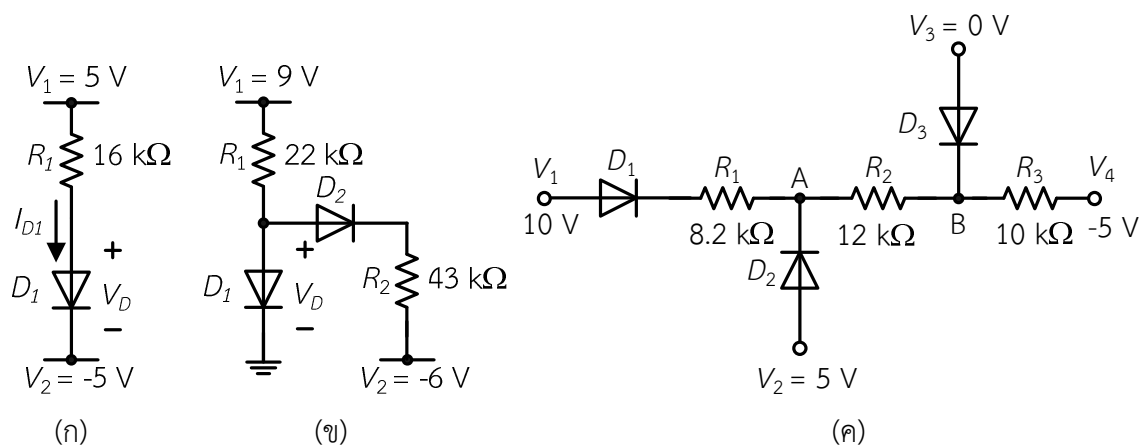 V1 = 5 V
R1 16 kΩ
ID1
+
D1 VD
−
V2 = -5 V
(ก)
V1 = 9 V
R1 22 kΩ
D2
+
D1 VD R2 43 kΩ
−
V2 = -6 V
(ข)
V3 = 0 V
D3
V1 D1 R1 A R2 R3 V4
10 V 8.2 kΩ 12 kΩ B 10 kΩ -5 V
D2
V2 = 5 V
(ค)